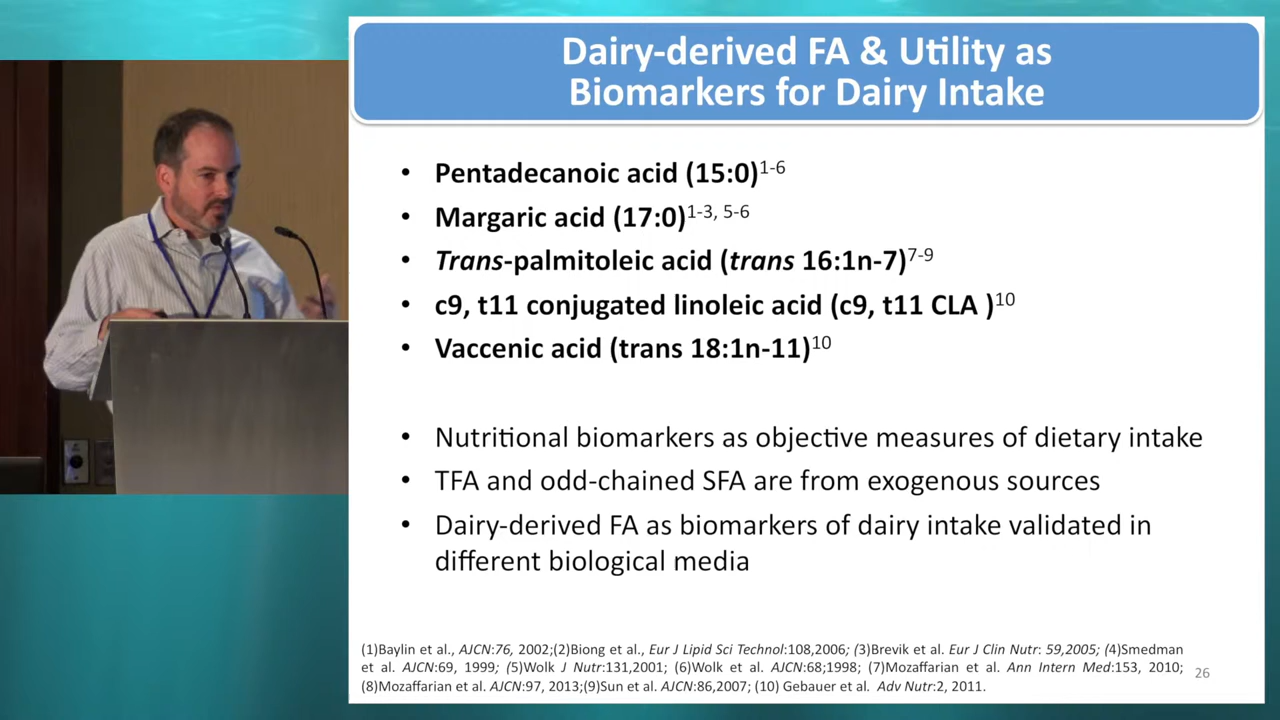 Dairy-derived FA & Utility as
Biomarkers for Dairy Intake
• Pentadecanoic acid (15:0)1-6
• Margaric acid (17:0)1-3, 5-6
• Trans-palmitoleic acid (trans 16:1n-7)7-9
• c9, t11 conjugated linoleic acid (c9, t11 CLA )10
• Vaccenic acid (trans 18:1n-11)10
• Nutritional biomarkers as objective measures of dietary intake
• TFA and odd-chained SFA are from exogenous sources
• Dairy-derived FA as biomarkers of dairy intake validated in
different biological media
(1)Baylin et al., AJCN:76, 2002;(2)Biong et al., Eur J Lipid Sci Technol:108,2006; (3)Brevik et al. Eur J Clin Nutr: 59,2005; (4)Smedman
et al. AJCN:69, 1999; (5)Wolk J Nutr:131,2001; (6)Wolk et al. AJCN:68;1998; (7)Mozaffarian et al. Ann Intern Med:153, 2010;
(8)Mozaffarian et al. AJCN:97, 2013;(9)Sun et al. AJCN:86,2007; (10) Gebauer et al. Adv Nutr:2, 2011.
26